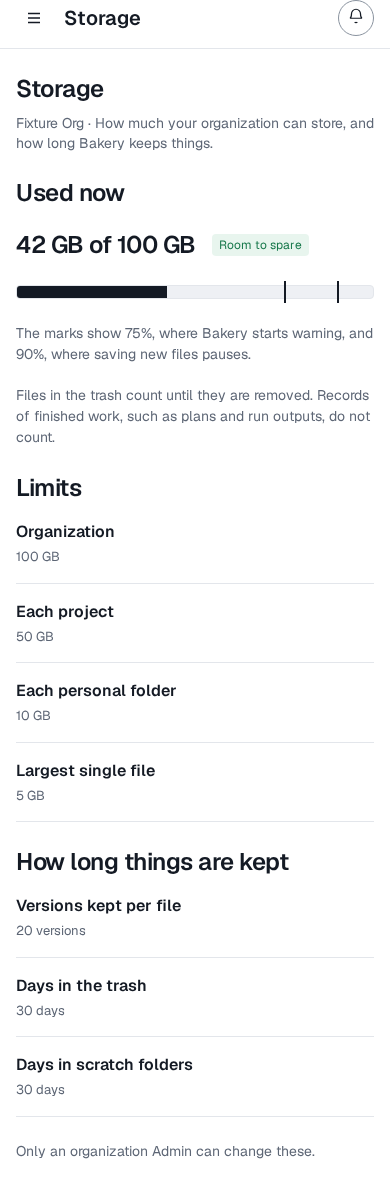 Storage
Storage
Fixture Org · How much your organization can store, and
how long Bakery keeps things.
Used now
42 GB of 100 GB
Room to spare
The marks show 75%, where Bakery starts warning, and
90%, where saving new files pauses.
Files in the trash count until they are removed. Records
of finished work, such as plans and run outputs, do not
count.
Limits
Organization
100 GB
Each project
50 GB
Each personal folder
10 GB
Largest single file
5 GB
How long things are kept
Versions kept per file
20 versions
Days in the trash
30 days
Days in scratch folders
30 days
Only an organization Admin can change these.